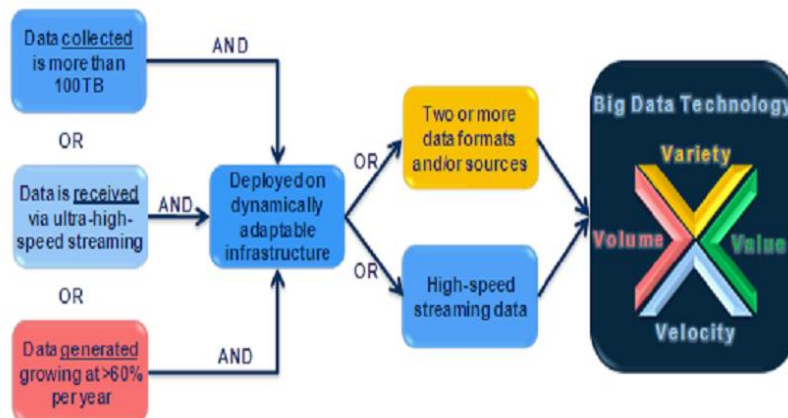 Data collected
is more than
100TB
AND
OR
Data is received
via ultra-high-
speed streaming
AND
OR
Data generated
growing at >60%
per year
AND
Deployed on
dynamically
adaptable
infrastructure
OR
OR
Two or more
data formats
and/or sources
High-speed
streaming data
Big Data Technology
Variety
Volume
Value
Velocity